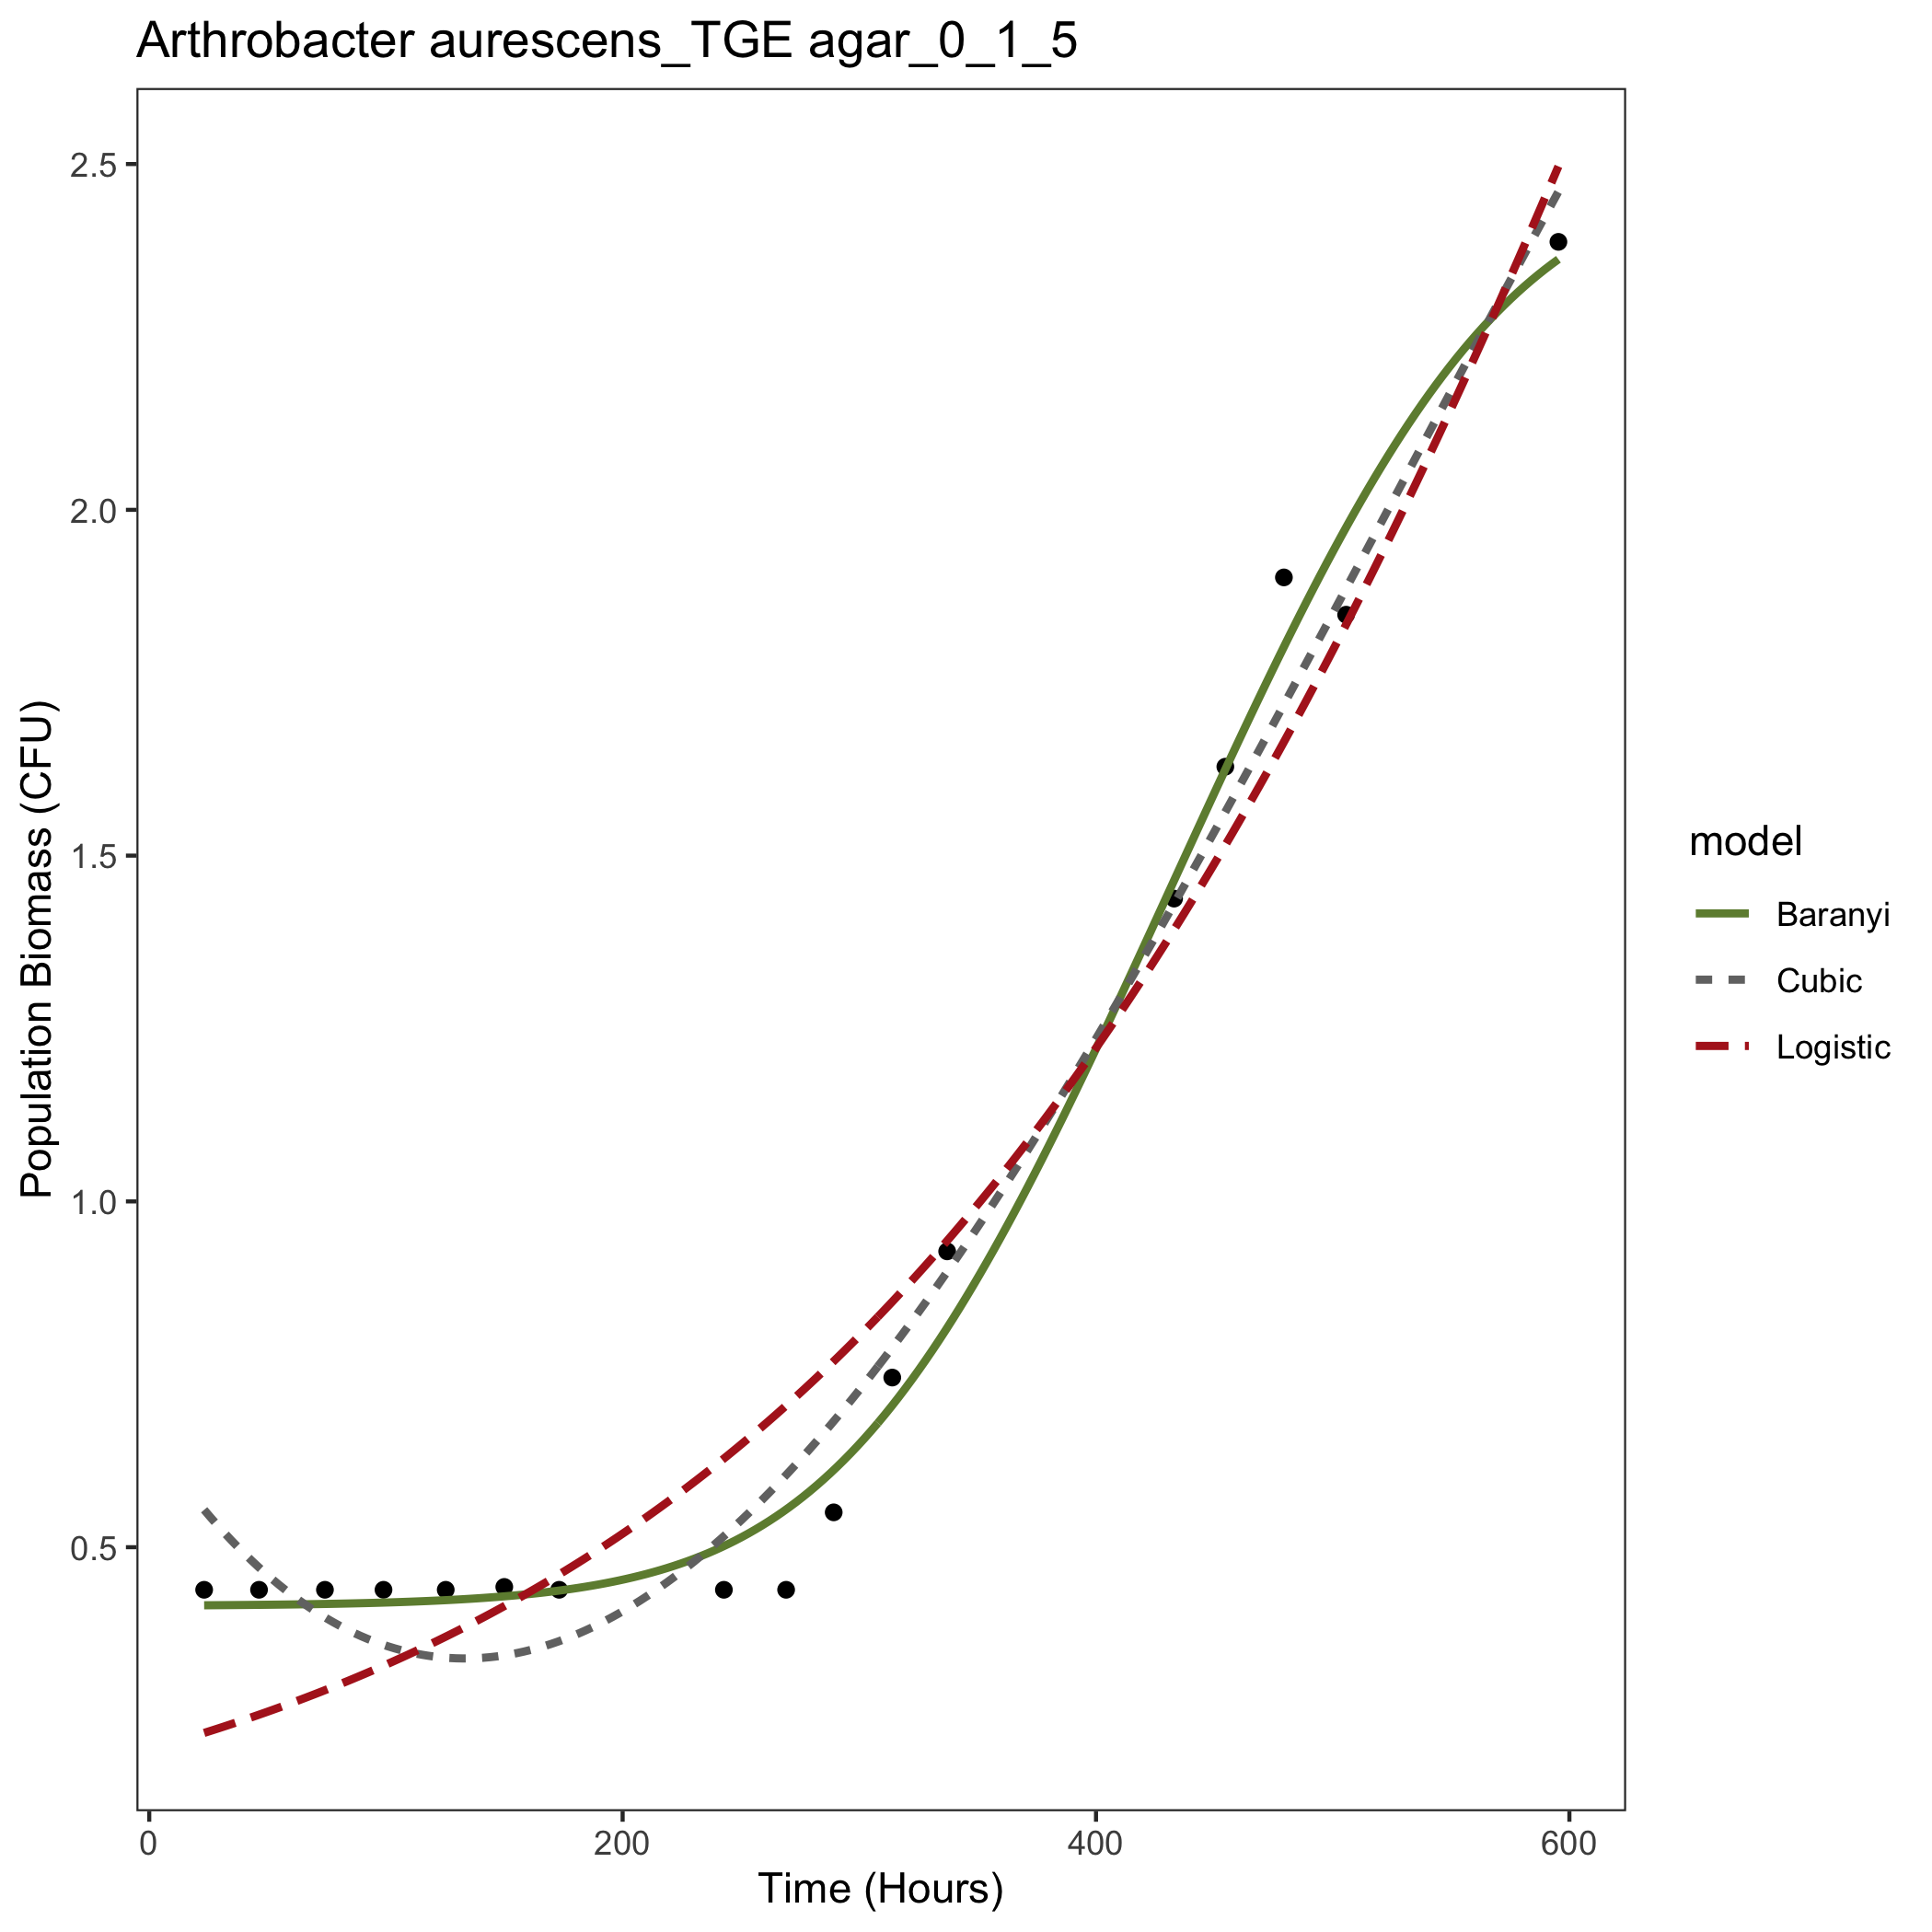 Arthrobacter aurescens_TGE agar_0_1_5
2.5
2.0
1.5
1.0
0.5
Population Biomass (CFU)
0
200
400
600
Time (Hours)
model
Baranyi
Cubic
Logistic